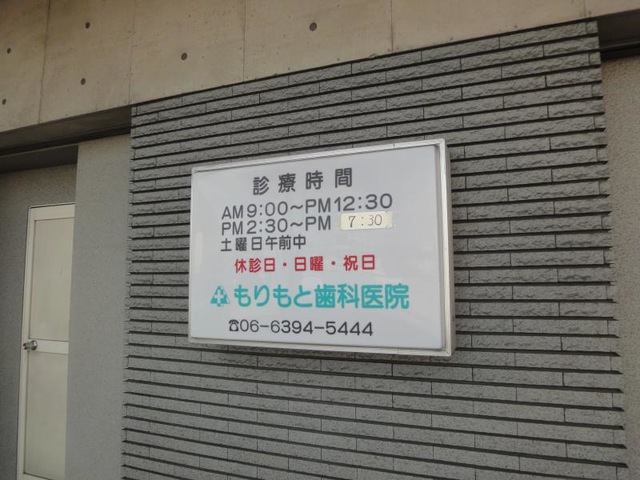 診療時間
AM9:00～PM12:30
PM2:30～PM 7:30
土曜日午前中
休診日・日曜・祝日
もりもと歯科医院
☎06-6394-5444